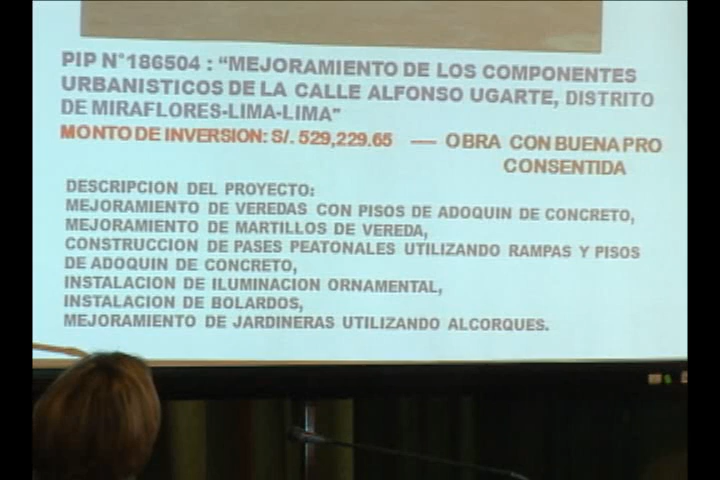 PIP N°186504 : "MEJORAMIENTO DE LOS COMPONENTES
URBANISTICOS DE LA CALLE ALFONSO UGARTE, DISTRITO
DE MIRAFLORES-LIMA-LIMA"
MONTO DE INVERSION: S/. 529,229.65 — OBRA CON BUENA PRO
CONSENTIDA
DESCRIPCION DEL PROYECTO:
MEJORAMIENTO DE VEREDAS CON PISOS DE ADOQUIN DE CONCRETO,
MEJORAMIENTO DE MARTILLOS DE VEREDA,
CONSTRUCCION DE PASES PEATONALES UTILIZANDO RAMPAS Y PISOS
DE ADOQUIN DE CONCRETO,
INSTALACION DE ILUMINACION ORNAMENTAL,
INSTALACION DE BOLARDOS,
MEJORAMIENTO DE JARDINERAS UTILIZANDO ALCORQUES.